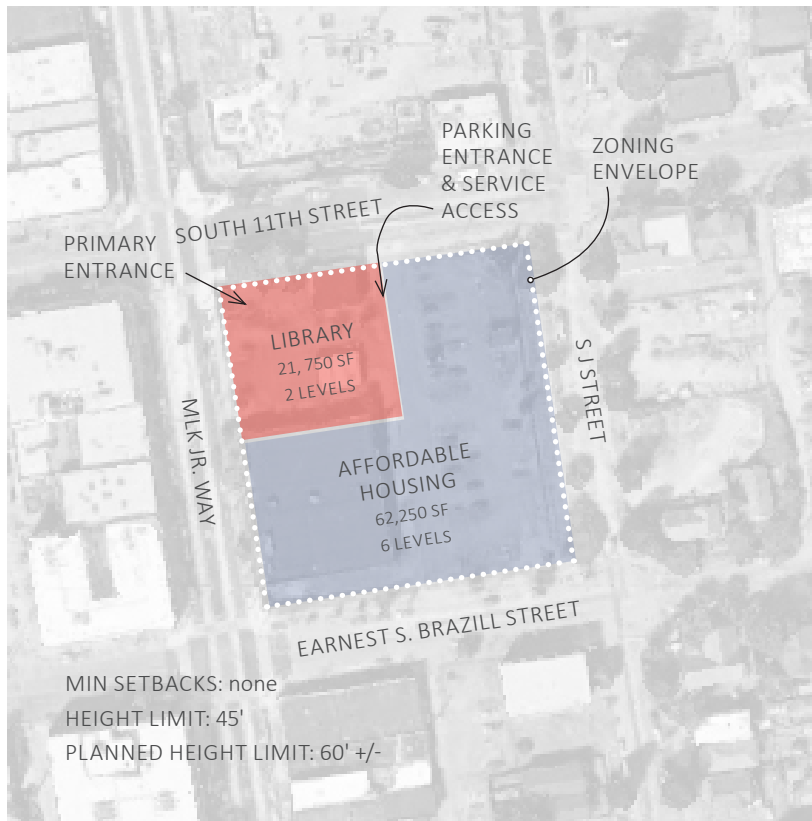 PARKING
ENTRANCE
& SERVICE
ACCESS
ZONING
ENVELOPE
SOUTH 11TH STREET
PRIMARY
ENTRANCE
LIBRARY
21, 750 SF
2 LEVELS
S J STREET
MLK JR. WAY
AFFORDABLE
HOUSING
62,250 SF
6 LEVELS
EARNEST S. BRAZILL STREET
MIN SETBACKS: none
HEIGHT LIMIT: 45'
PLANNED HEIGHT LIMIT: 60' +/-